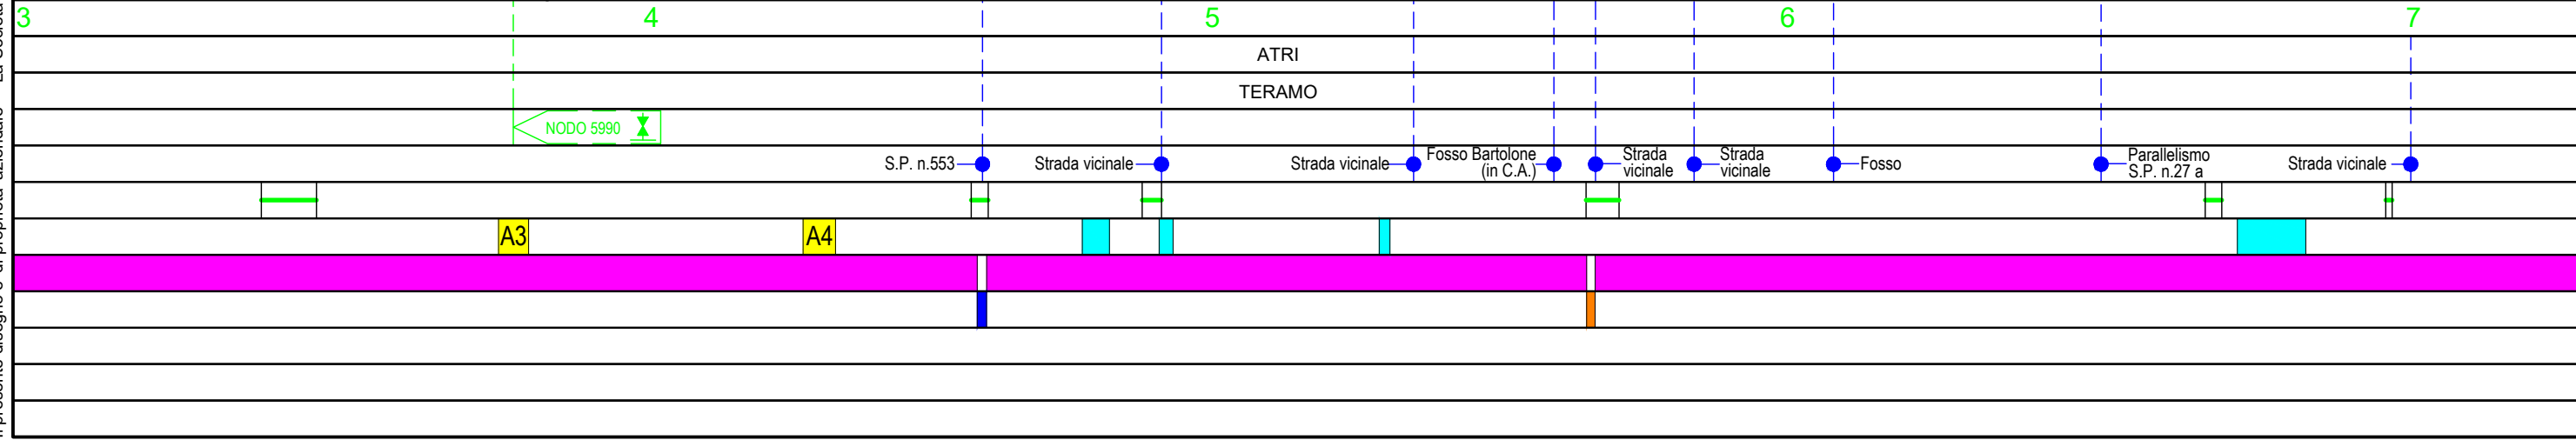 3
4
5
6
7
ATRI
TERAMO
NODO 5990
S.P. n.553
Strada vicinale
Strada vicinale
Fosso Bartolone
(in C.A.)
Strada
vicinale
Strada
vicinale
Fosso
Parallelismo
S.P. n.27 a
Strada vicinale
A3
A4